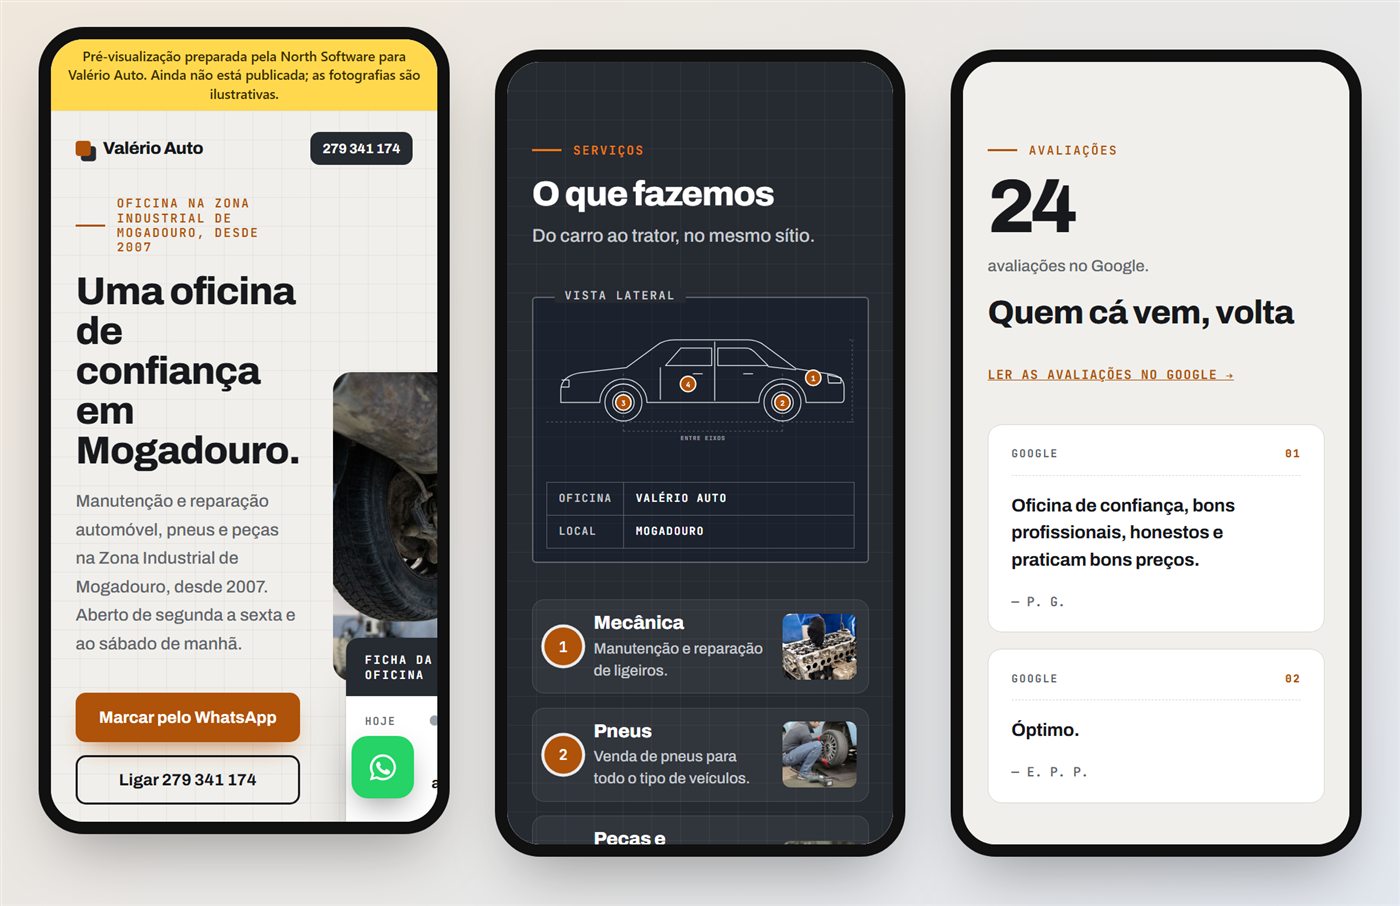 Pré-visualização preparada pela North Software para
Valério Auto. Ainda não está publicada; as fotografias são
ilustrativas.
Valério Auto
279 341 174
OFICINA NA ZONA
INDUSTRIAL DE
MOGADOURO, DESDE
2007
Uma oficina
de
confiança
em
Mogadouro.
Manutenção e reparação
automóvel, pneus e peças
na Zona Industrial de
Mogadouro, desde 2007.
Aberto de segunda a sexta e
ao sábado de manhã.
Marcar pelo WhatsApp
Ligar 279 341 174
FICHA DA
OFICINA
HOJE
a
SERVIÇOS
O que fazemos
Do carro ao trator, no mesmo sítio.
VISTA LATERAL
1
4
3
2
ENTRE EIXOS
OFICINA
VALÉRIO AUTO
LOCAL
MOGADOURO
1
Mecânica
Manutenção e reparação
de ligeiros.
2
Pneus
Venda de pneus para
todo o tipo de veículos.
Peças e
AVALIAÇÕES
24
avaliações no Google.
Quem cá vem, volta
LER AS AVALIAÇÕES NO GOOGLE →
GOOGLE
01
Oficina de confiança, bons
profissionais, honestos e
praticam bons preços.
— P. G.
GOOGLE
02
Óptimo.
— E. P. P.